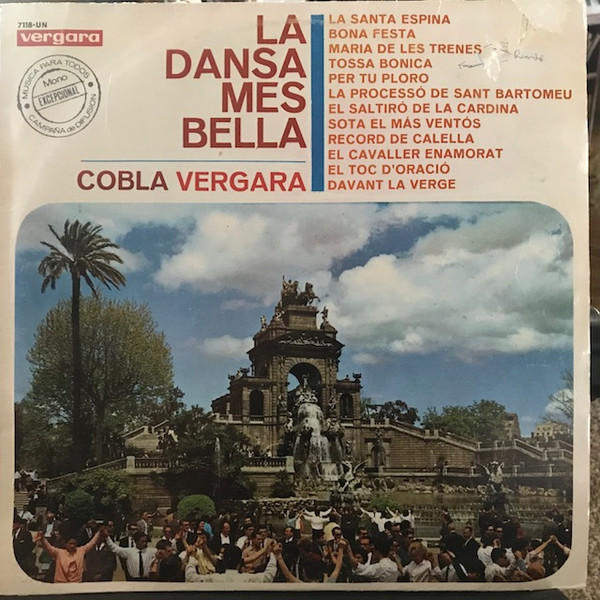 7118-UN
vergara
MUSICA PARA TODOS
Mono
EXCEPCIONAL
CAMPAÑA de DIFUSION
LA
DANSA
MES
BELLA
COBLA VERGARA
LA SANTA ESPINA
BONA FESTA
MARIA DE LES TRENES
TOSSA BONICA
PER TU PLORO
LA PROCESSÓ DE SANT BARTOMEU
EL SALTIRÓ DE LA CARDINA
SOTA EL MÁS VENTÓS
RECORD DE CALELLA
EL CAVALLER ENAMORAT
EL TOC D'ORACIÓ
DAVANT LA VERGE